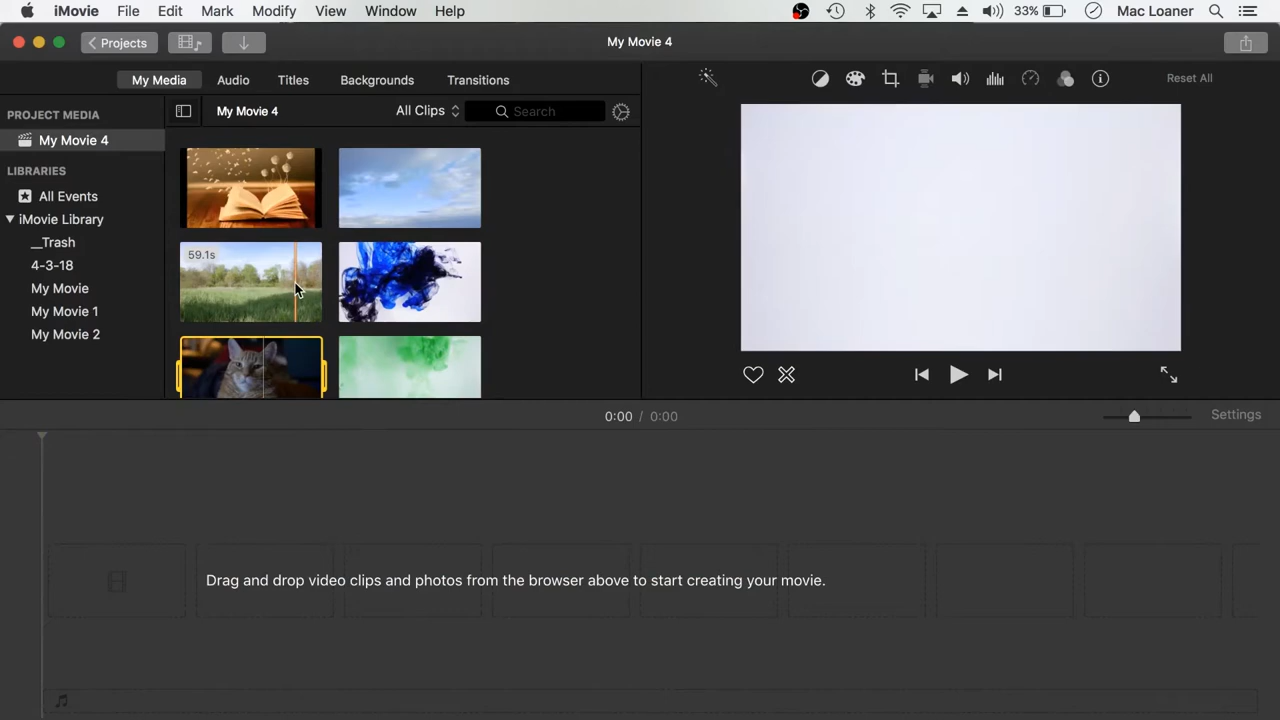 iMovie File Edit Mark Modify View Window Help 33% Mac Loaner
Projects My Movie 4
My Media Audio Titles Backgrounds Transitions Reset All
PROJECT MEDIA
My Movie 4 All Clips Search
My Movie 4
LIBRARIES
All Events
iMovie Library
__Trash
4-3-18
My Movie
My Movie 1
My Movie 2
59.1s
0:00 / 0:00 Settings
Drag and drop video clips and photos from the browser above to start creating your movie.